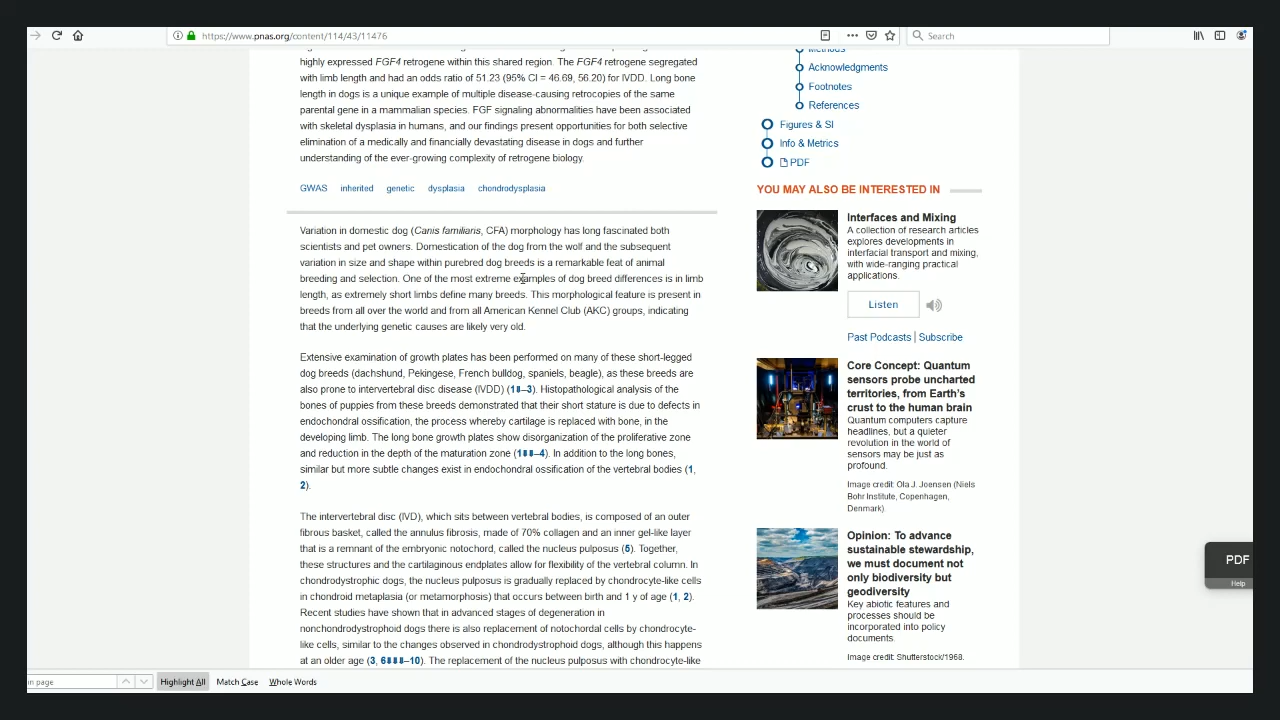 https://www.pnas.org/content/114/43/11476
Search
highly expressed FGF4 retrogene within this shared region. The FGF4 retrogene segregated
with limb length and had an odds ratio of 51.23 (95% CI = 46.69, 56.20) for IVDD. Long bone
length in dogs is a unique example of multiple disease-causing retrocopies of the same
parental gene in a mammalian species. FGF signaling abnormalities have been associated
with skeletal dysplasia in humans, and our findings present opportunities for both selective
elimination of a medically and financially devastating disease in dogs and further
understanding of the ever-growing complexity of retrogene biology.
GWAS inherited genetic dysplasia chondrodysplasia
Variation in domestic dog (Canis familiaris, CFA) morphology has long fascinated both
scientists and pet owners. Domestication of the dog from the wolf and the subsequent
variation in size and shape within purebred dog breeds is a remarkable feat of animal
breeding and selection. One of the most extreme examples of dog breed differences is in limb
length, as extremely short limbs define many breeds. This morphological feature is present in
breeds from all over the world and from all American Kennel Club (AKC) groups, indicating
that the underlying genetic causes are likely very old.
Extensive examination of growth plates has been performed on many of these short-legged
dog breeds (dachshund, Pekingese, French bulldog, spaniels, beagle), as these breeds are
also prone to intervertebral disc disease (IVDD) (1–3). Histopathological analysis of the
bones of puppies from these breeds demonstrated that their short stature is due to defects in
endochondral ossification, the process whereby cartilage is replaced with bone, in the
developing limb. The long bone growth plates show disorganization of the proliferative zone
and reduction in the depth of the maturation zone (1–4). In addition to the long bones,
similar but more subtle changes exist in endochondral ossification of the vertebral bodies (1,
2).
The intervertebral disc (IVD), which sits between vertebral bodies, is composed of an outer
fibrous basket, called the annulus fibrosis, made of 70% collagen and an inner gel-like layer
that is a remnant of the embryonic notochord, called the nucleus pulposus (5). Together,
these structures and the cartilaginous endplates allow for flexibility of the vertebral column. In
chondrodystrophic dogs, the nucleus pulposus is gradually replaced by chondrocyte-like cells
in chondroid metaplasia (or metamorphosis) that occurs between birth and 1 y of age (1, 2).
Recent studies have shown that in advanced stages of degeneration in
nonchondrodystrophoid dogs there is also replacement of notochordal cells by chondrocyte-
like cells, similar to the changes observed in chondrodystrophoid dogs, although this happens
at an older age (3, 6–10). The replacement of the nucleus pulposus with chondrocyte-like
Methods
Acknowledgments
Footnotes
References
Figures & SI
Info & Metrics
PDF
YOU MAY ALSO BE INTERESTED IN
Interfaces and Mixing
A collection of research articles
explores developments in
interfacial transport and mixing,
with wide-ranging practical
applications.
Listen
Past Podcasts | Subscribe
Core Concept: Quantum
sensors probe uncharted
territories, from Earth's
crust to the human brain
Quantum computers capture
headlines, but a quieter
revolution in the world of
sensors may be just as
profound.
Image credit: Ola J. Joensen (Niels
Bohr Institute, Copenhagen,
Denmark).
Opinion: To advance
sustainable stewardship,
we must document not
only biodiversity but
geodiversity
Key abiotic features and
processes should be
incorporated into policy
documents.
Image credit: Shutterstock/1968.
PDF
Help
in page
Highlight All Match Case Whole Words